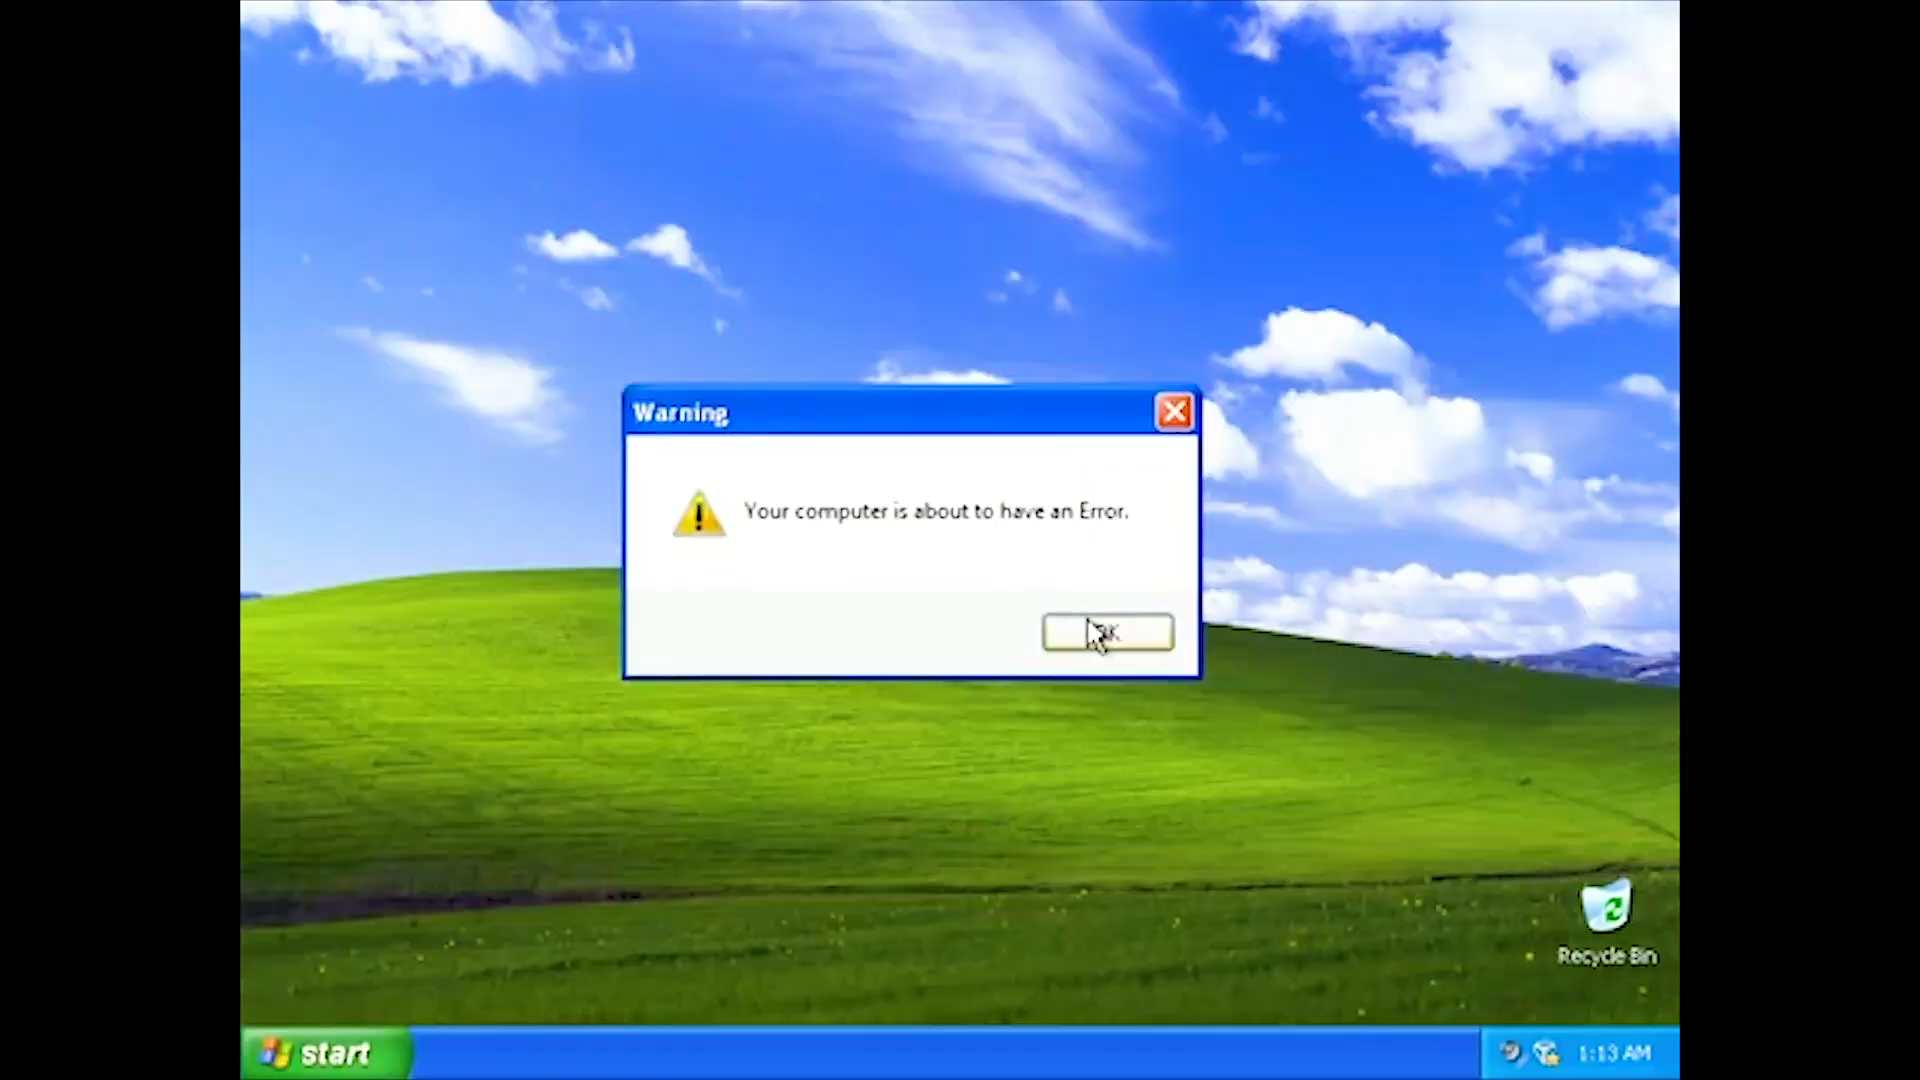 Warning
Your computer is about to have an Error.
OK
Recycle Bin
start
1:13 AM